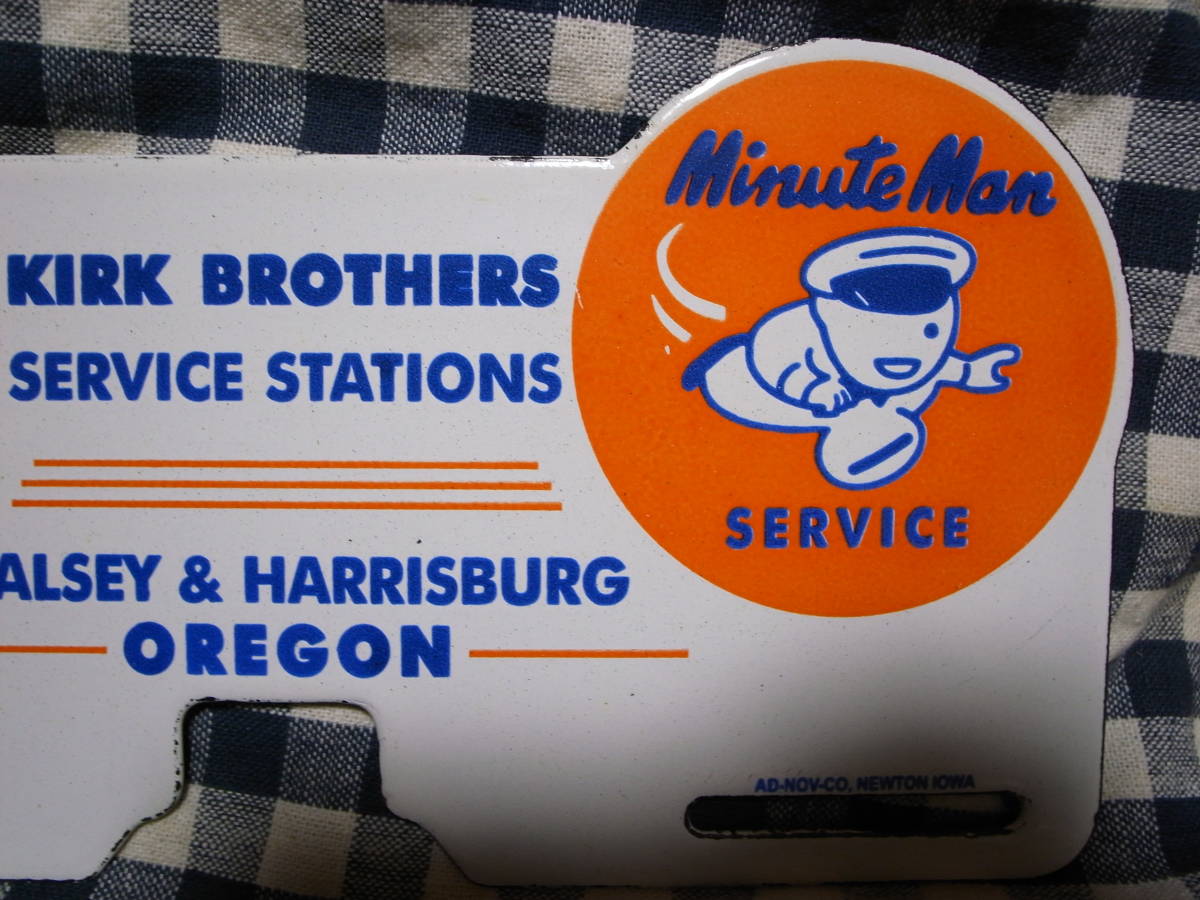 Minute Man
KIRK BROTHERS
SERVICE STATIONS
SERVICE
ALSEY & HARRISBURG
OREGON
AD-NOV-CO, NEWTON IOWA